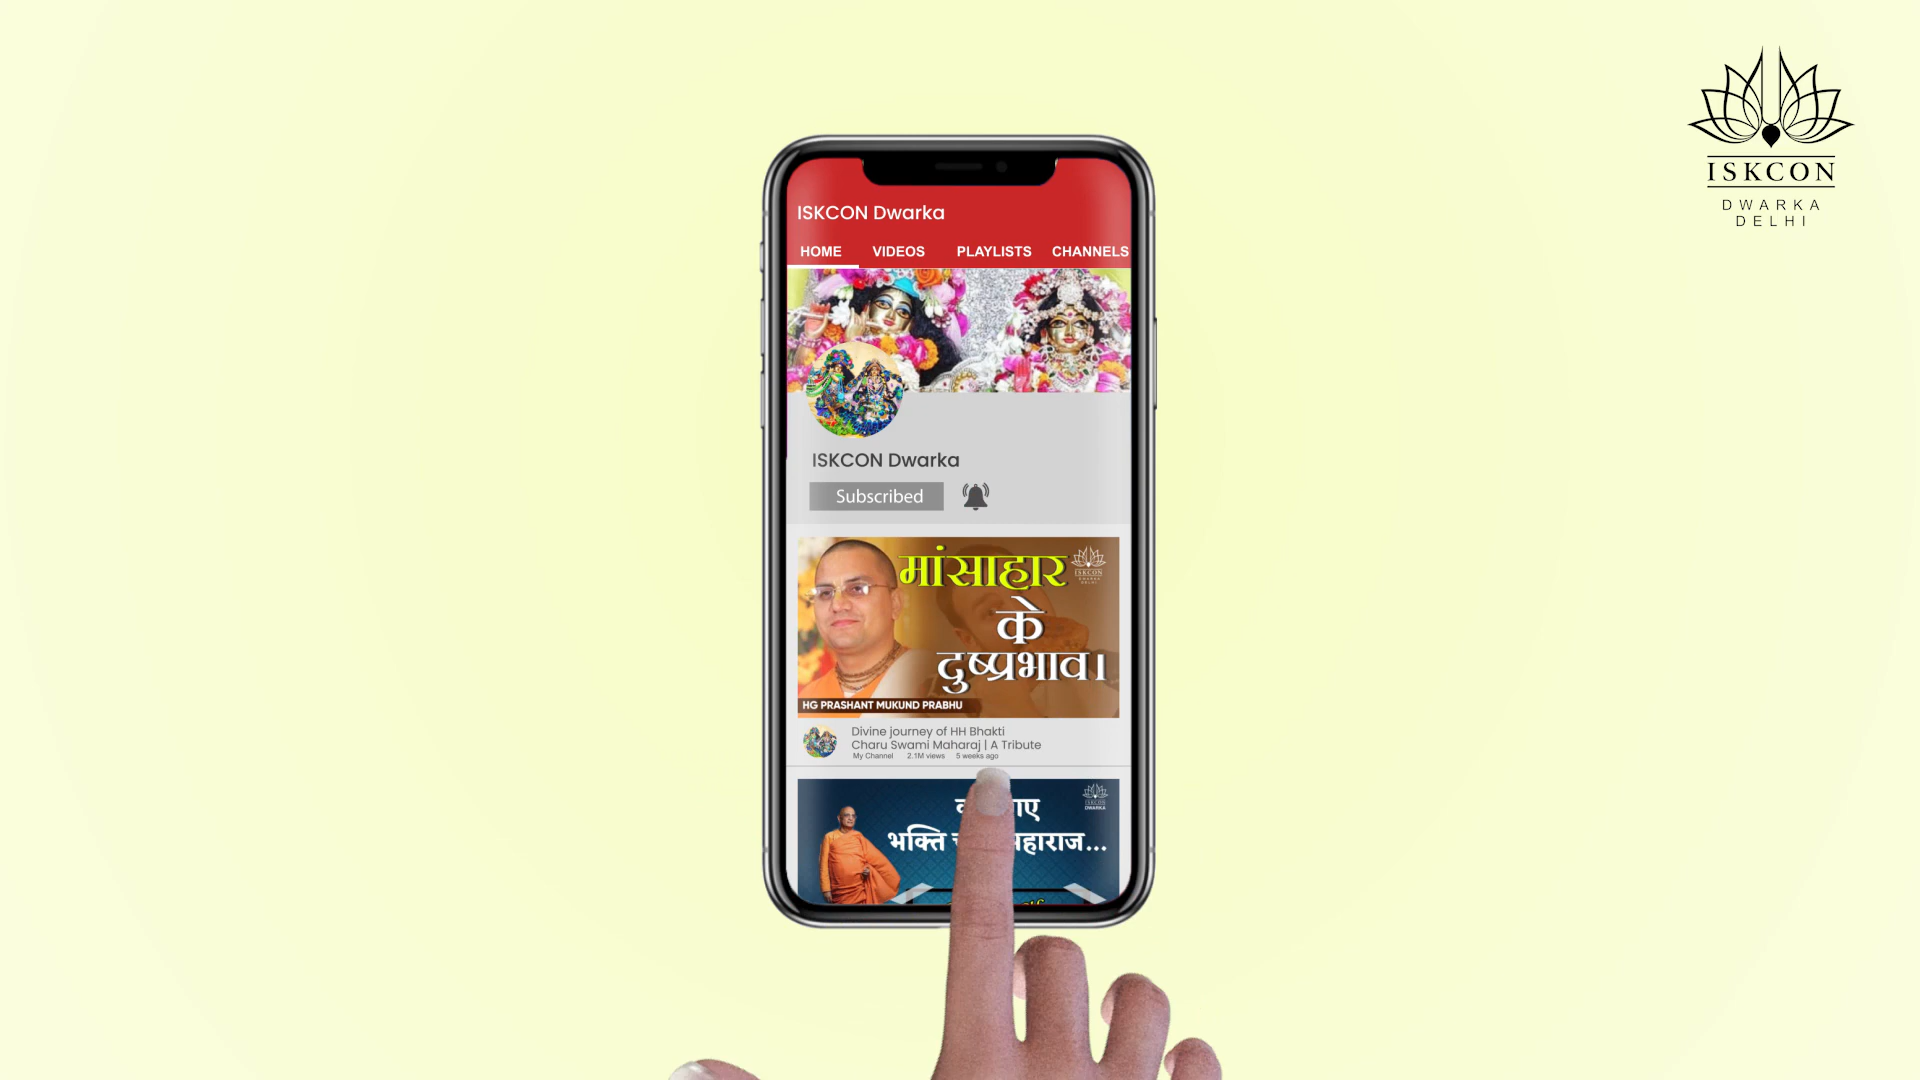 ISKCON
DWARKA
DELHI
ISKCON Dwarka
HOME VIDEOS PLAYLISTS CHANNELS
ISKCON Dwarka
Subscribed
मांसाहार
के
दुष्प्रभाव।
ISKCON
HG PRASHANT MUKUND PRABHU
Divine journey of HH Bhakti
Charu Swami Maharaj | A Tribute
My Channel 2.1M views 5 weeks ago
भक्ति